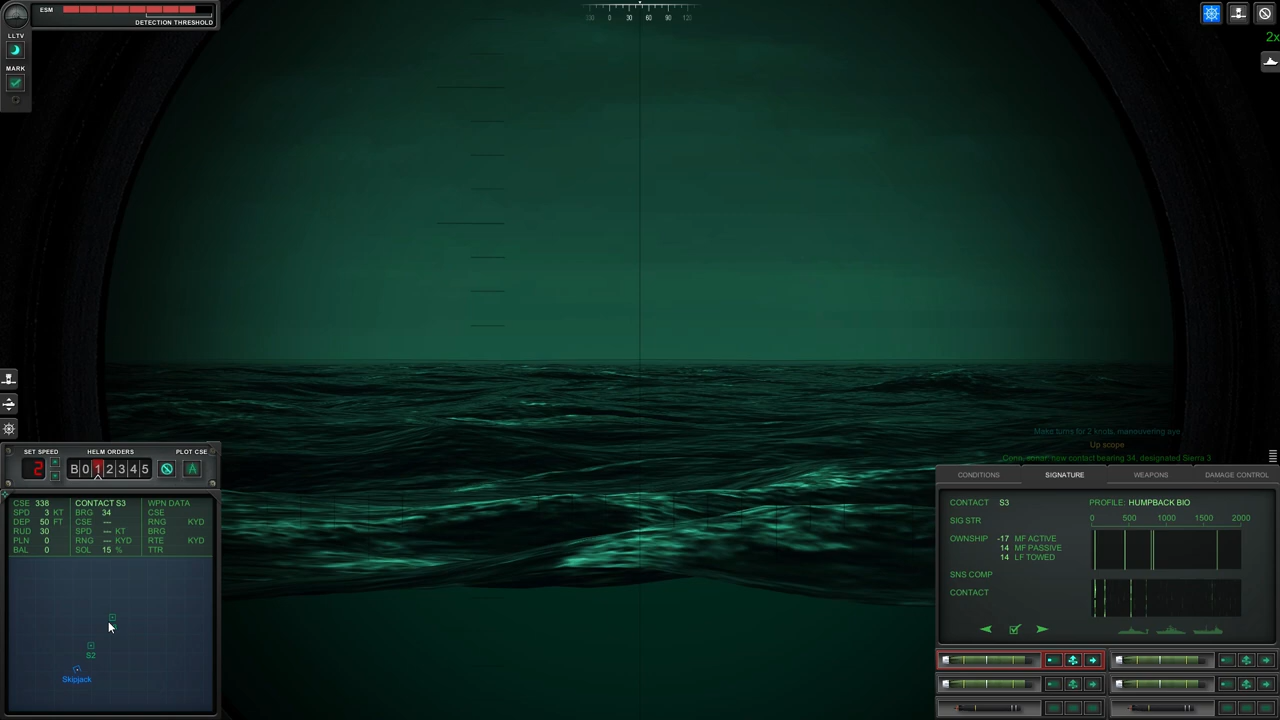 ESM
DETECTION THRESHOLD
LLTV
MARK
0 30 60 90 120
2x
Make turns for 2 knots, maneuvering aye.
Up scope
Conn, sonar: new contact bearing 34, designated Sierra 3
SET SPEED HELM ORDERS PLOT CSE
2 B 0 1 2 3 4 5 A
CSE 338 CONTACT S3 WPN DATA
SPD 3 KT BRG 34 CSE
DEP 50 FT CSE --- RNG KYD
RUD 30 SPD --- KT BRG
PLN 0 RNG --- KYD RTE KYD
BAL 0 SOL 15 % TTR
S2
Skipjack
CONDITIONS SIGNATURE WEAPONS DAMAGE CONTROL
CONTACT S3 PROFILE: HUMPBACK BIO
SIG STR 0 500 1000 1500 2000
OWNSHIP -17 MF ACTIVE
14 MF PASSIVE
14 LF TOWED
SNS COMP
CONTACT